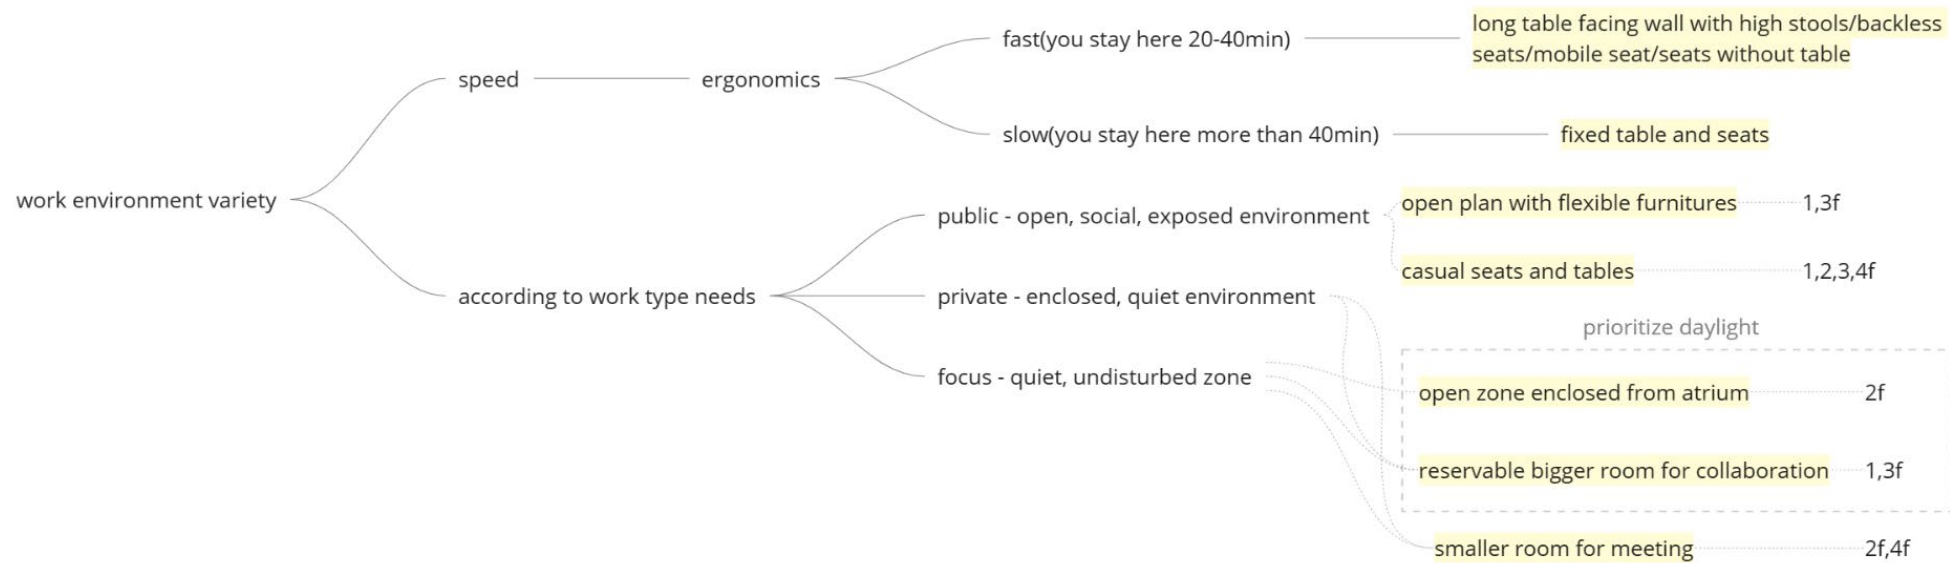 work environment variety
speed
ergonomics
fast(you stay here 20-40min)
long table facing wall with high stools/backless
seats/mobile seat/seats without table
slow(you stay here more than 40min)
fixed table and seats
according to work type needs
public - open, social, exposed environment
open plan with flexible furnitures
1,3f
casual seats and tables
1,2,3,4f
private - enclosed, quiet environment
focus - quiet, undisturbed zone
prioritize daylight
open zone enclosed from atrium
2f
reservable bigger room for collaboration
1,3f
smaller room for meeting
2f,4f